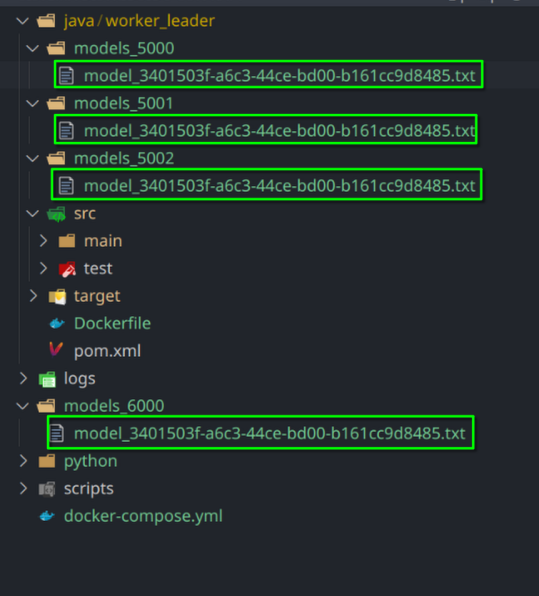 java/worker_leader
models_5000
model_3401503f-a6c3-44ce-bd00-b161cc9d8485.txt
models_5001
model_3401503f-a6c3-44ce-bd00-b161cc9d8485.txt
models_5002
model_3401503f-a6c3-44ce-bd00-b161cc9d8485.txt
src
main
test
target
Dockerfile
pom.xml
logs
models_6000
model_3401503f-a6c3-44ce-bd00-b161cc9d8485.txt
python
scripts
docker-compose.yml